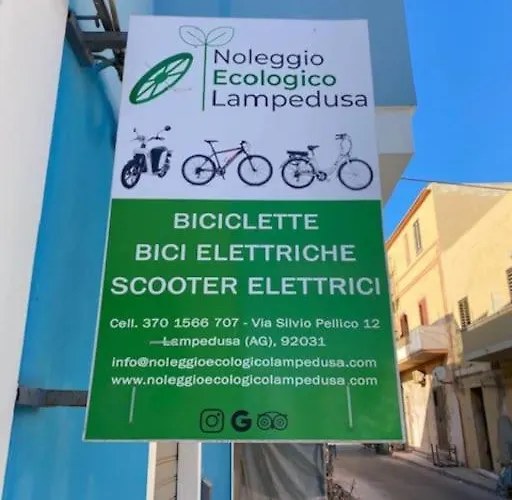 Noleggio
Ecologico
Lampedusa
BICICLETTE
BICI ELETTRICHE
SCOOTER ELETTRICI
Cell. 370 1566 707 - Via Silvio Pellico 12
Lampedusa (AG), 92031
info@noleggioecologicolampedusa.com
www.noleggioecologicolampedusa.com
G